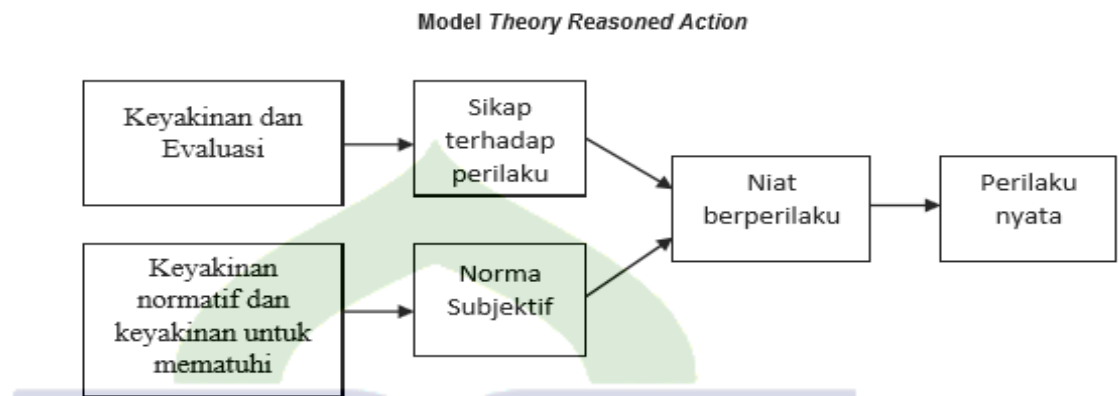 Model Theory Reasoned Action
Keyakinan dan
Evaluasi
Sikap
terhadap
perilaku
Niat
berperilaku
Perilaku
nyata
Keyakinan
normatif dan
keyakinan untuk
mematuhi
Norma
Subjektif